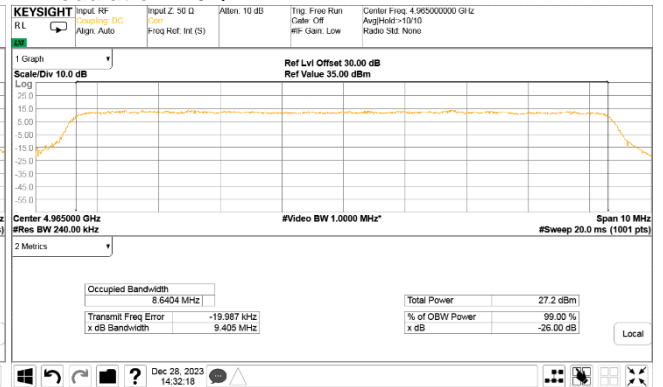 KEYSIGHT Input: RF Input Z: 50 Ω Atten: 10 dB Trig: Free Run Center Freq: 4.965000000 GHz
RL Coupling: DC Corr Gate: Off Avg|Hold:>10/10
Align: Auto Freq Ref: Int (S) #IF Gain: Low Radio Std: None
1 Graph
Ref Lvl Offset 30.00 dB
Scale/Div 10.0 dB Ref Value 35.00 dBm
Log
25.0
15.0
5.00
-5.00
-15.0
-25.0
-35.0
-45.0
-55.0
Center 4.965000 GHz #Video BW 1.0000 MHz* Span 10 MHz
#Res BW 240.00 kHz #Sweep 20.0 ms (1001 pts)
2 Metrics
Occupied Bandwidth
8.6404 MHz Total Power 27.2 dBm
Transmit Freq Error -19.987 kHz % of OBW Power 99.00 %
x dB Bandwidth 9.405 MHz x dB -26.00 dB
Local
? Dec 28, 2023
14:32:18